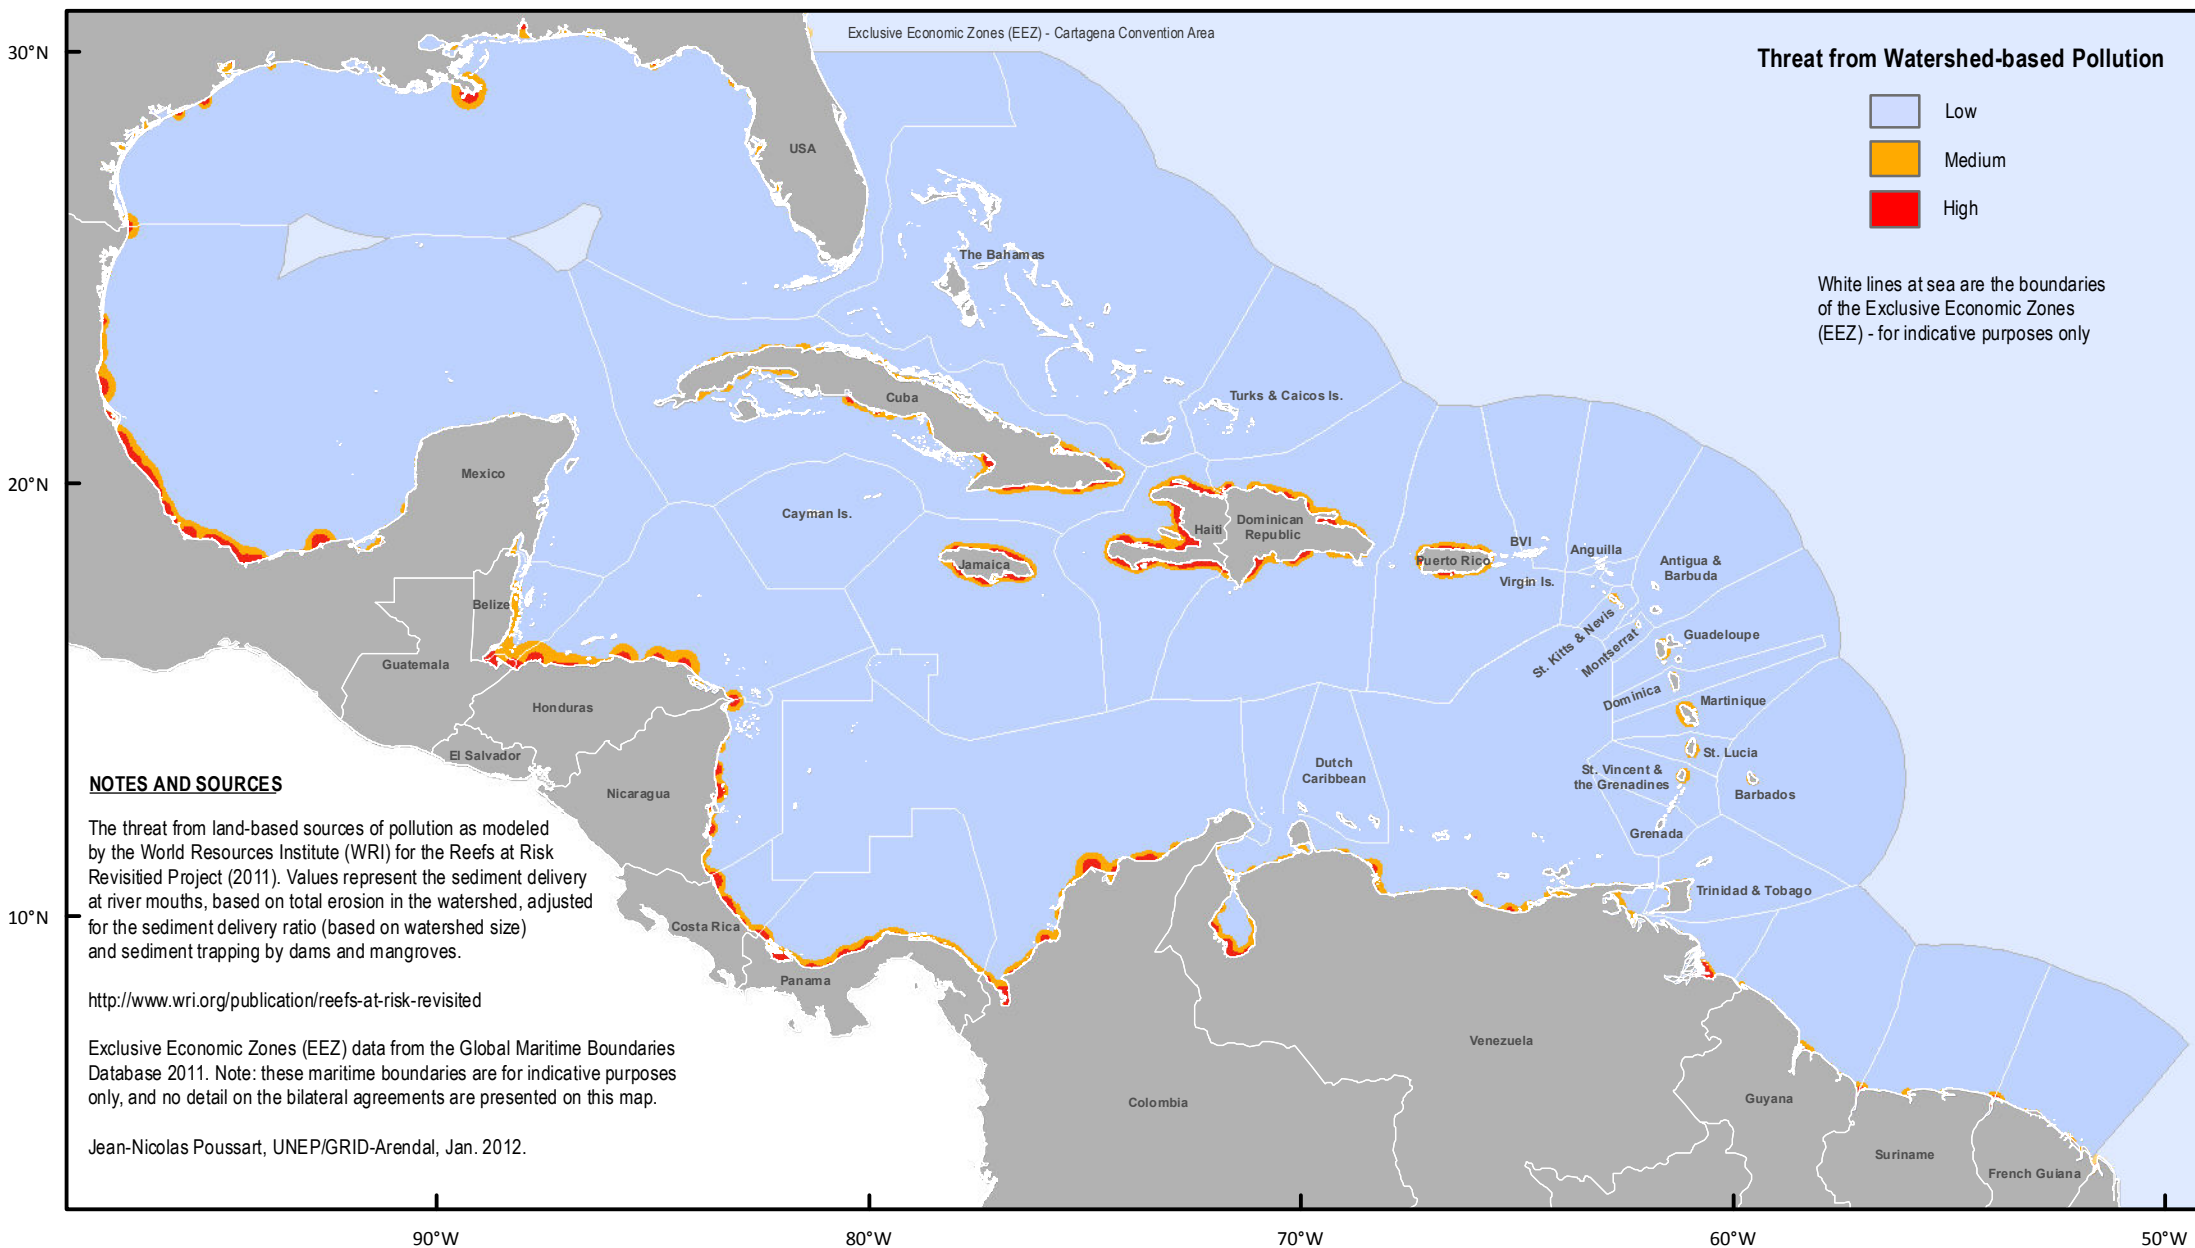 Exclusive Economic Zones (EEZ) - Cartagena Convention Area
Threat from Watershed-based Pollution
Low
Medium
High
White lines at sea are the boundaries
of the Exclusive Economic Zones
(EEZ) - for indicative purposes only
30°N
20°N
10°N
USA
The Bahamas
Cuba
Turks & Caicos Is.
Mexico
Cayman Is.
Haiti
Dominican
Republic
Jamaica
Puerto Rico
BVI
Virgin Is.
Anguilla
Antigua &
Barbuda
St. Kitts & Nevis
Montserrat
Guadeloupe
Dominica
Martinique
St. Lucia
St. Vincent &
the Grenadines
Barbados
Grenada
Trinidad & Tobago
Dutch
Caribbean
Belize
Guatemala
Honduras
El Salvador
Nicaragua
Costa Rica
Panama
Colombia
Venezuela
Guyana
Suriname
French Guiana
NOTES AND SOURCES
The threat from land-based sources of pollution as modeled
by the World Resources Institute (WRI) for the Reefs at Risk
Revisitied Project (2011). Values represent the sediment delivery
at river mouths, based on total erosion in the watershed, adjusted
for the sediment delivery ratio (based on watershed size)
and sediment trapping by dams and mangroves.
http://www.wri.org/publication/reefs-at-risk-revisited
Exclusive Economic Zones (EEZ) data from the Global Maritime Boundaries
Database 2011. Note: these maritime boundaries are for indicative purposes
only, and no detail on the bilateral agreements are presented on this map.
Jean-Nicolas Poussart, UNEP/GRID-Arendal, Jan. 2012.
90°W
80°W
70°W
60°W
50°W